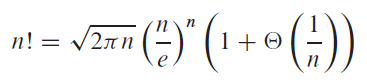 n! = √(2πn) (n/e)ⁿ (1 + Θ(1/n))